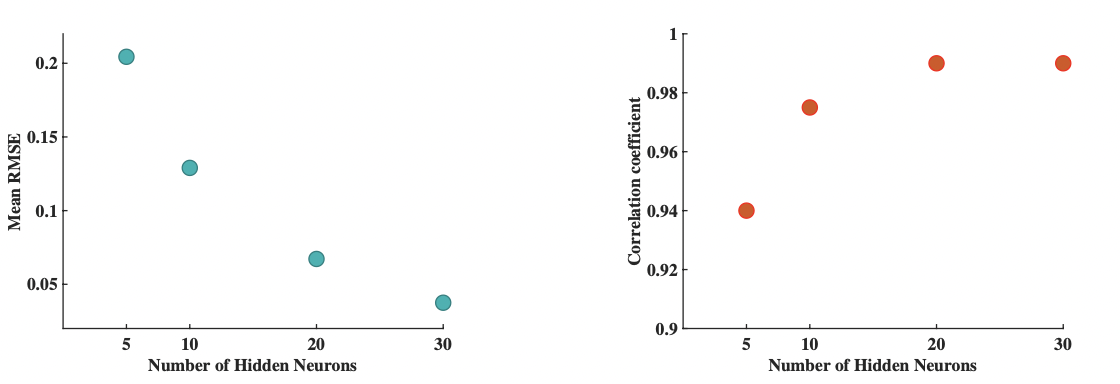 0.2
0.15
0.1
0.05
5 10 20 30
Mean RMSE
Number of Hidden Neurons
1
0.98
0.96
0.94
0.92
0.9
5 10 20 30
Correlation coefficient
Number of Hidden Neurons